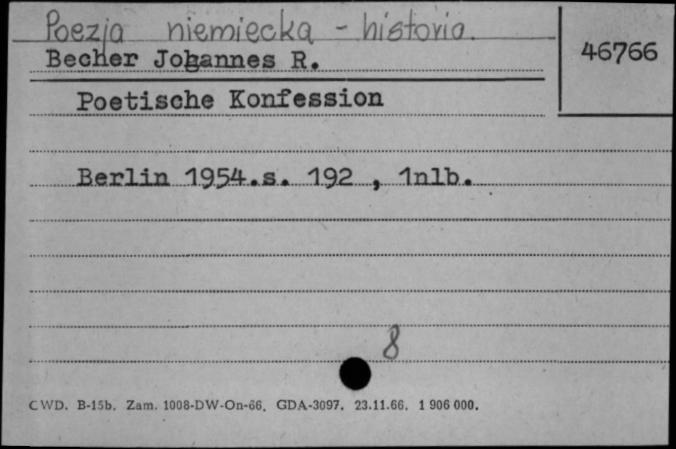 Poezja niemiecka - historia.
46766
Becher Johannes R.
Poetische Konfession
Berlin 1954.s. 192 , 1nlb.
8
CWD. B-15b. Zam. 1008-DW-On-66. GDA-3097. 23.11.66. 1 906 000.